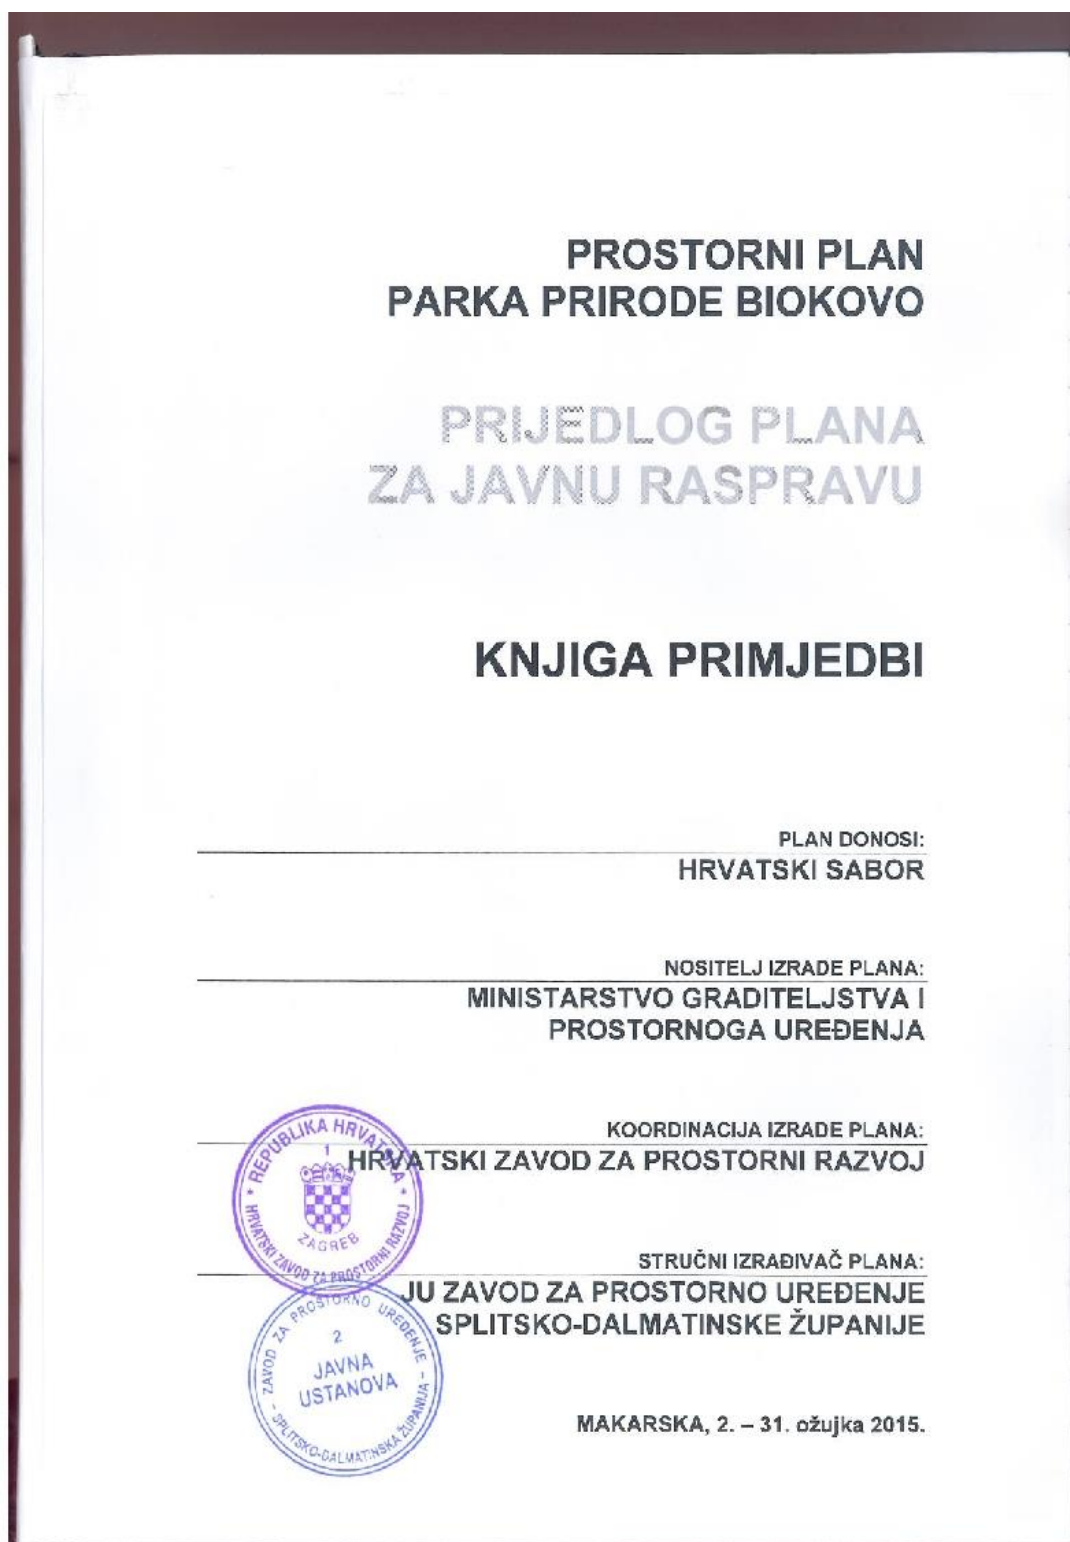 PROSTORNI PLAN
PARKA PRIRODE BIOKOVO
PRIJEDLOG PLANA
ZA JAVNU RASPRAVU
KNJIGA PRIMJEDBI
PLAN DONOSI:
HRVATSKI SABOR
NOSITELJ IZRADE PLANA:
MINISTARSTVO GRADITELJSTVA I
PROSTORNOGA UREĐENJA
KOORDINACIJA IZRADE PLANA:
HRVATSKI ZAVOD ZA PROSTORNI RAZVOJ
REPUBLIKA HRVATSKA
1
ZAGREB
HRVATSKI ZAVOD ZA PROSTORNI RAZVOJ
STRUČNI IZRAĐIVAČ PLANA:
JU ZAVOD ZA PROSTORNO UREĐENJE
SPLITSKO-DALMATINSKE ŽUPANIJE
ZAVOD ZA PROSTORNO UREĐENJE
2
JAVNA
USTANOVA
- SPLITSKO-DALMATINSKA ŽUPANIJA -
MAKARSKA, 2. – 31. ožujka 2015.